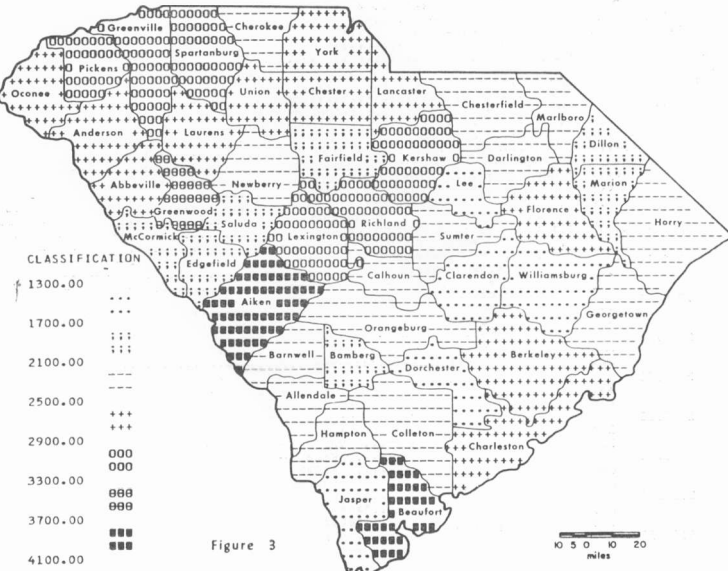 Greenville
Cherokee
Spartanburg
York
Pickens
Oconee
Union
Chester
Lancaster
Chesterfield
Marlboro
Anderson
Laurens
Dillon
Fairfield
Kershaw
Darlington
Abbeville
Newberry
Lee
Marion
Greenwood
Saluda
Richland
Florence
Horry
McCormick
Lexington
Sumter
Edgefield
Calhoun
Clarendon
Williamsburg
Aiken
Georgetown
Orangeburg
Barnwell
Bamberg
Dorchester
Berkeley
Allendale
Hampton
Colleton
Charleston
Jasper
Beaufort
CLASSIFICATION
1300.00
1700.00
2100.00
2500.00
2900.00
3300.00
3700.00
4100.00
Figure 3
10 5 0 10 20
miles